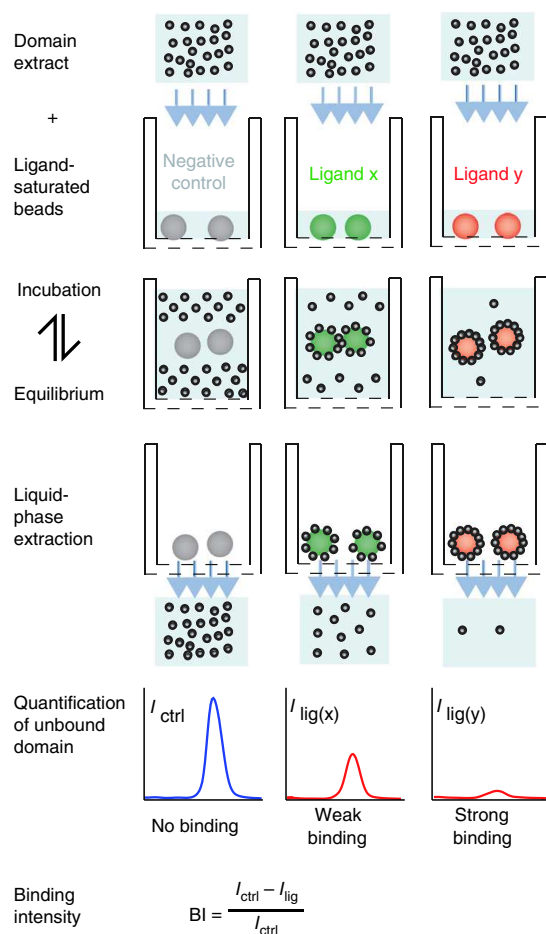 Domain
extract
+
Ligand-
saturated
beads
Negative
control
Ligand x
Ligand y
Incubation
Equilibrium
Liquid-
phase
extraction
Quantification
of unbound
domain
I ctrl
I lig(x)
I lig(y)
No binding
Weak
binding
Strong
binding
Binding
intensity
BI = (I ctrl – I lig) / I ctrl